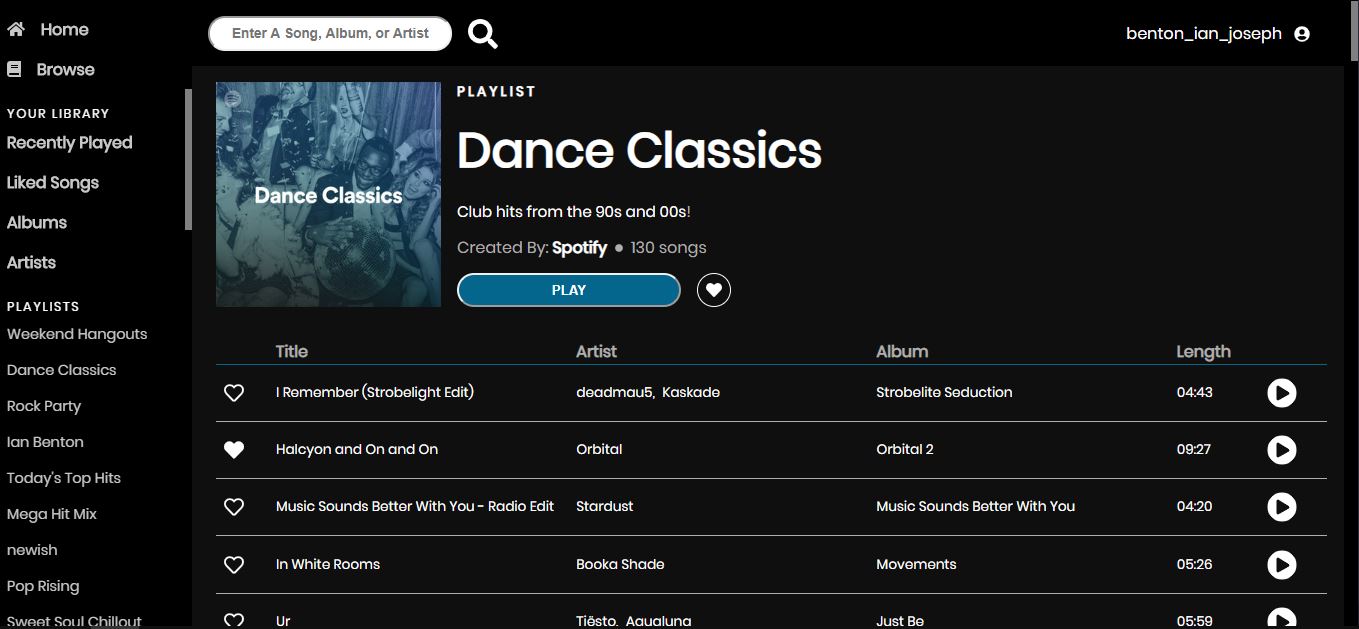 Home
Browse
YOUR LIBRARY
Recently Played
Liked Songs
Albums
Artists
PLAYLISTS
Weekend Hangouts
Dance Classics
Rock Party
Ian Benton
Today's Top Hits
Mega Hit Mix
newish
Pop Rising
Sweet Soul Chillout
Enter A Song, Album, or Artist
benton_ian_joseph
Dance Classics
PLAYLIST
Dance Classics
Club hits from the 90s and 00s!
Created By: Spotify ● 130 songs
PLAY
Title Artist Album Length
I Remember (Strobelight Edit) deadmau5, Kaskade Strobelite Seduction 04:43
Halcyon and On and On Orbital Orbital 2 09:27
Music Sounds Better With You - Radio Edit Stardust Music Sounds Better With You 04:20
In White Rooms Booka Shade Movements 05:26
Ur Tiësto, Aqualung Just Be 05:59